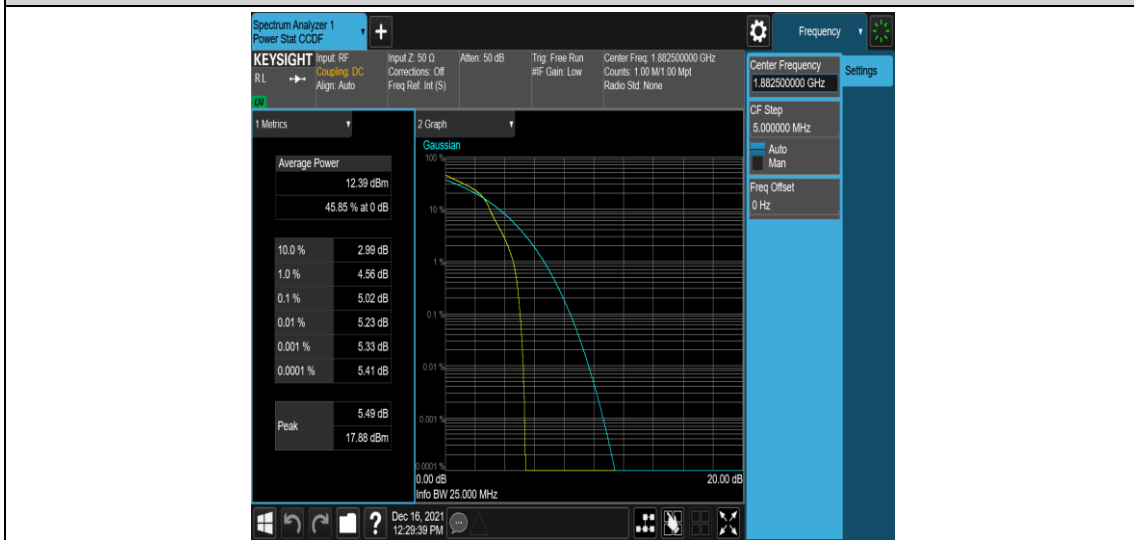 Spectrum Analyzer 1
Power Stat CCDF
Frequency
KEYSIGHT
RL
LXI
Input: RF
Coupling: DC
Align: Auto
Input Z: 50 Ω
Corrections: Off
Freq Ref: Int (S)
Atten: 50 dB
Trig: Free Run
#IF Gain: Low
Center Freq: 1.882500000 GHz
Counts: 1.00 M/1.00 Mpt
Radio Std: None
Center Frequency
1.882500000 GHz
Settings
CF Step
5.000000 MHz
Auto
Man
Freq Offset
0 Hz
1 Metrics
Average Power
12.39 dBm
45.85 % at 0 dB
10.0 % 2.99 dB
1.0 % 4.56 dB
0.1 % 5.02 dB
0.01 % 5.23 dB
0.001 % 5.33 dB
0.0001 % 5.41 dB
Peak
5.49 dB
17.88 dBm
2 Graph
Gaussian
100 %
10 %
1 %
0.1 %
0.01 %
0.001 %
0.0001 %
0.00 dB 20.00 dB
Info BW 25.000 MHz
Dec 16, 2021
12:29:39 PM